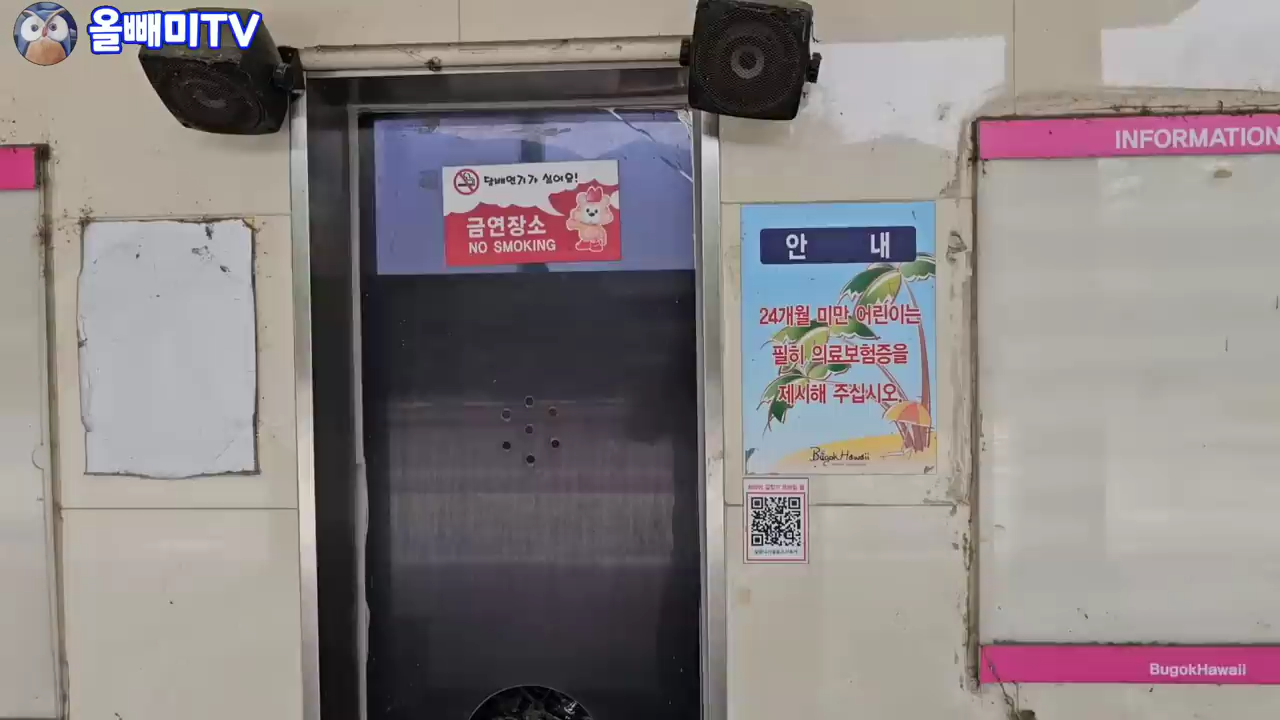 올빼미TV
담배연기가 싫어요!
금연장소
NO SMOKING
INFORMATION
안 내
24개월 미만 어린이는
필히 의료보험증을
제시해 주십시오.
Bugok Hawaii
BugokHawaii